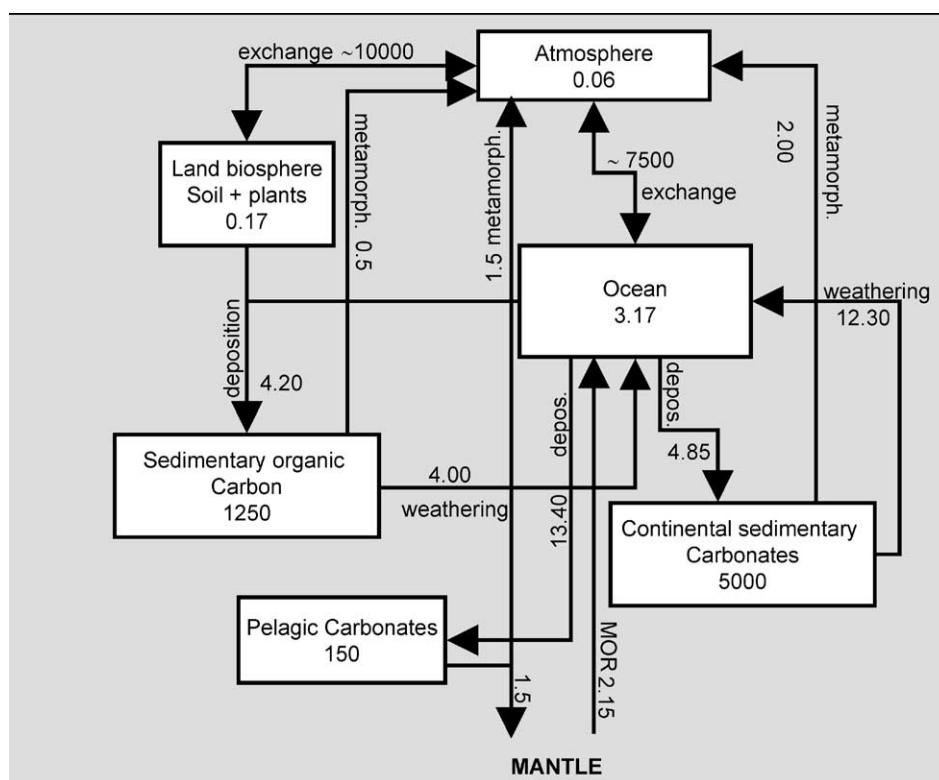 exchange ~10000
Atmosphere
0.06
metamorph. 0.5
1.5 metamorph.
~ 7500
exchange
metamorph.
2.00
Land biosphere
Soil + plants
0.17
Ocean
3.17
weathering
12.30
deposition
4.20
depos.
13.40
depos.
4.85
Sedimentary organic
Carbon
1250
4.00
weathering
Continental sedimentary
Carbonates
5000
Pelagic Carbonates
150
1.5
MOR 2.15
MANTLE